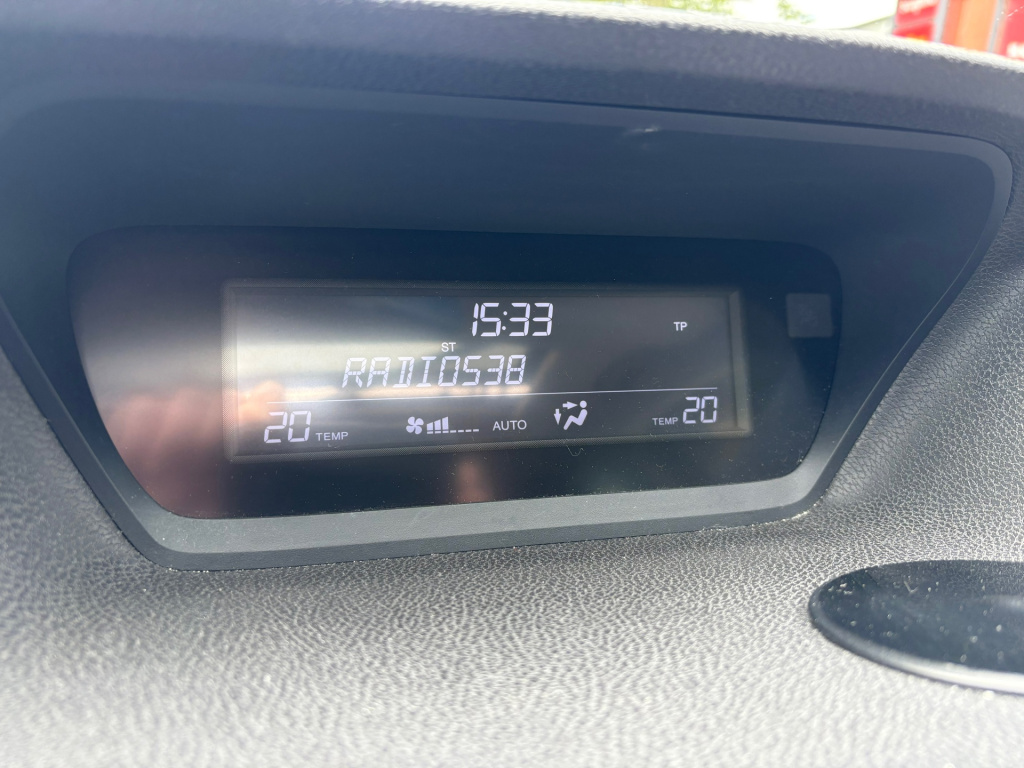 15:33
TP
ST
RADIO538
20 TEMP AUTO TEMP 20